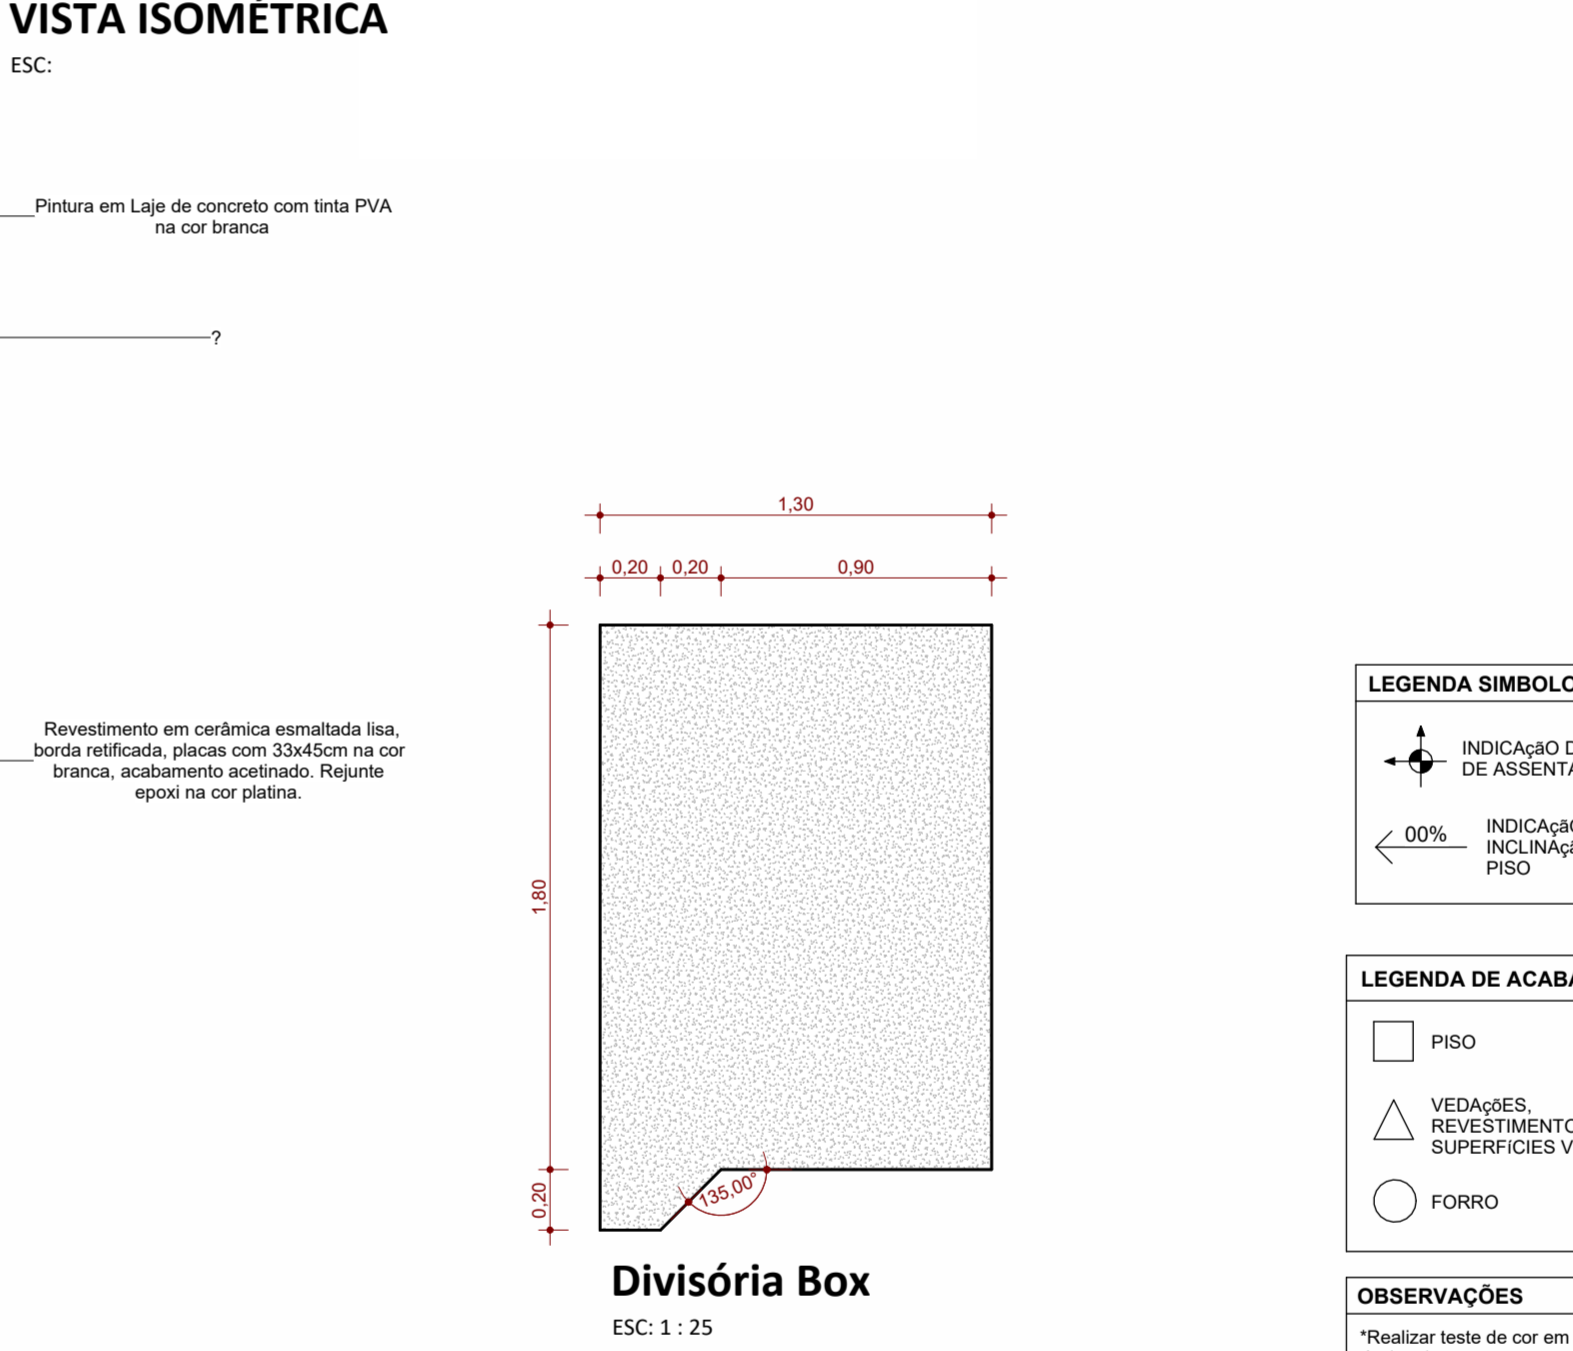 VISTA ISOMÉTRICA
ESC:
Pintura em Laje de concreto com tinta PVA
na cor branca
?
1,30
0,20
0,20
0,90
1,80
Revestimento em cerâmica esmaltada lisa,
borda retificada, placas com 33x45cm na cor
branca, acabamento acetinado. Rejunte
epoxi na cor platina.
0,20
135,00°
Divisória Box
ESC: 1 : 25
LEGENDA SIMBOLO
INDICAçãO D
DE ASSENTA
00%
INDICAçãO
INCLINAçã
PISO
LEGENDA DE ACABA
PISO
VEDAçõES,
REVESTIMENTO
SUPERFíCIES V
FORRO
OBSERVAÇÕES
*Realizar teste de cor em